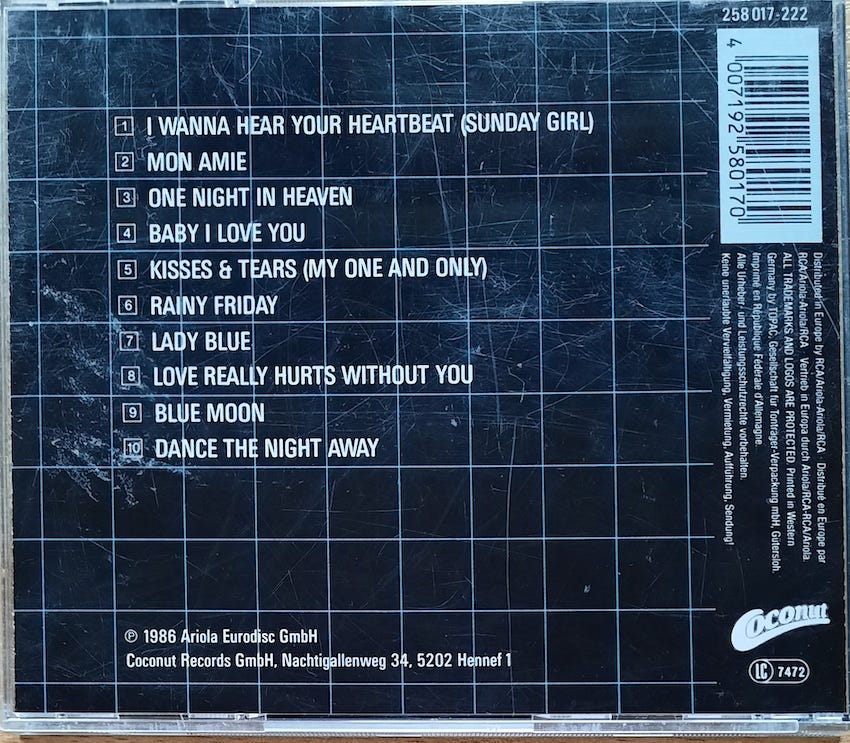 258 017-222
4 007192 580170
1 I WANNA HEAR YOUR HEARTBEAT (SUNDAY GIRL)
2 MON AMIE
3 ONE NIGHT IN HEAVEN
4 BABY I LOVE YOU
5 KISSES & TEARS (MY ONE AND ONLY)
6 RAINY FRIDAY
7 LADY BLUE
8 LOVE REALLY HURTS WITHOUT YOU
9 BLUE MOON
10 DANCE THE NIGHT AWAY
Distributed in Europe by RCA/Ariola-Ariola/RCA · Distribué en Europe par
RCA/Ariola-Ariola/RCA · Vertrieb in Europa durch Ariola/RCA-RCA/Ariola.
ALL TRADEMARKS AND LOGOS ARE PROTECTED. Printed in Western
Germany by TOPAC, Gesellschaft für Tonträger-Verpackung mbH, Gütersloh.
Imprimé en République Féderale d'Allemagne.
Alle Urheber- und Leistungsschutzrechte vorbehalten.
Keine unerlaubte Vervielfältigung, Vermietung, Aufführung, Sendung!
Coconut
LC 7472
℗ 1986 Ariola Eurodisc GmbH
Coconut Records GmbH, Nachtigallenweg 34, 5202 Hennef 1